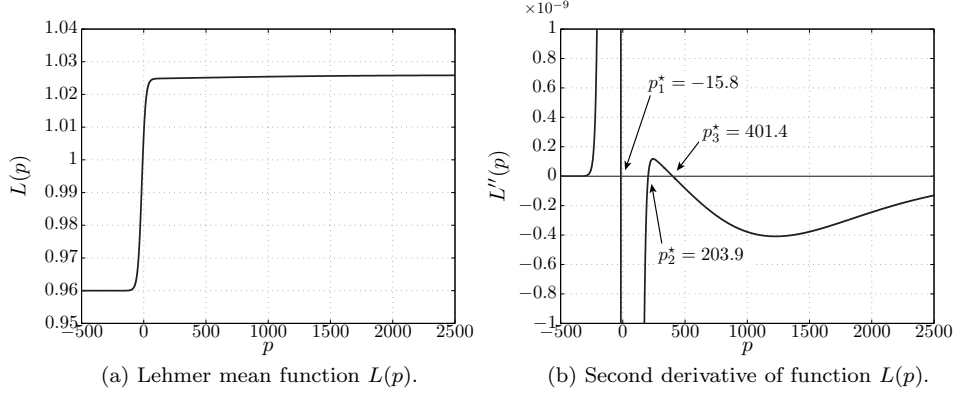 1.04
1.03
1.02
1.01
1
0.99
0.98
0.97
0.96
0.95
L(p)
−500 0 500 1000 1500 2000 2500
p
(a) Lehmer mean function L(p).
×10⁻⁹
1
0.8
0.6
0.4
0.2
0
−0.2
−0.4
−0.6
−0.8
−1
L′′(p)
p₁⋆ = −15.8
p₃⋆ = 401.4
p₂⋆ = 203.9
−500 0 500 1000 1500 2000 2500
p
(b) Second derivative of function L(p).